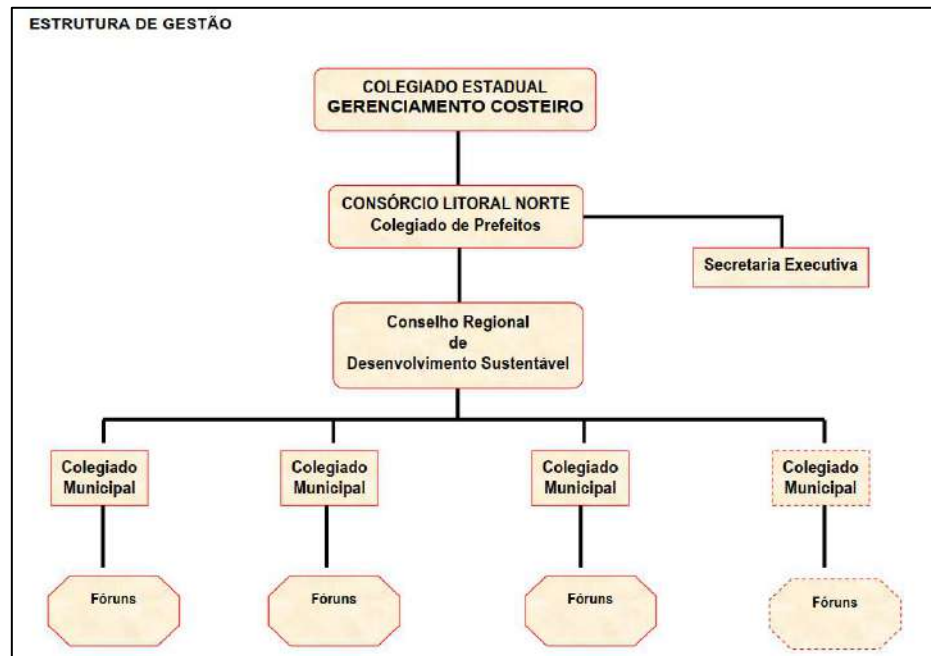 ESTRUTURA DE GESTÃO
COLEGIADO ESTADUAL
GERENCIAMENTO COSTEIRO
CONSÓRCIO LITORAL NORTE
Colegiado de Prefeitos
Secretaria Executiva
Conselho Regional
de
Desenvolvimento Sustentável
Colegiado
Municipal
Colegiado
Municipal
Colegiado
Municipal
Colegiado
Municipal
Fóruns
Fóruns
Fóruns
Fóruns